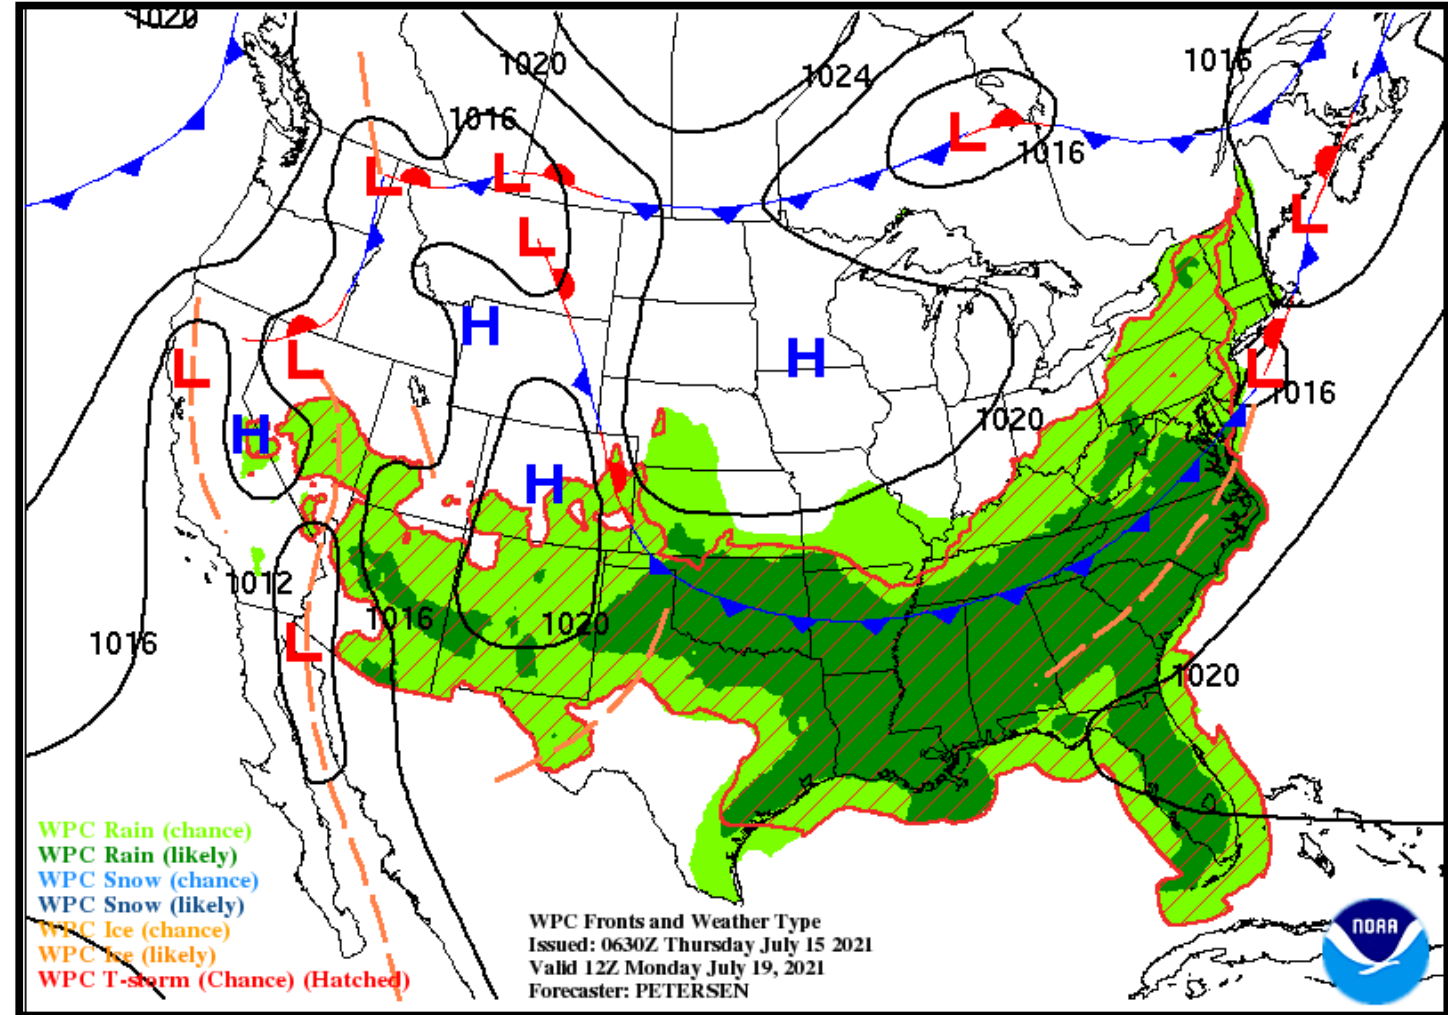 1020
1020
1024
1016
1016
1016
L
L
L
L
L
H
H
L
L
L
1020
1016
H
H
1012
1016
1020
L
1016
1020
WPC Rain (chance)
WPC Rain (likely)
WPC Snow (chance)
WPC Snow (likely)
WPC Ice (chance)
WPC Ice (likely)
WPC T-storm (Chance) (Hatched)
WPC Fronts and Weather Type
Issued: 0630Z Thursday July 15 2021
Valid 12Z Monday July 19, 2021
Forecaster: PETERSEN
NOAA